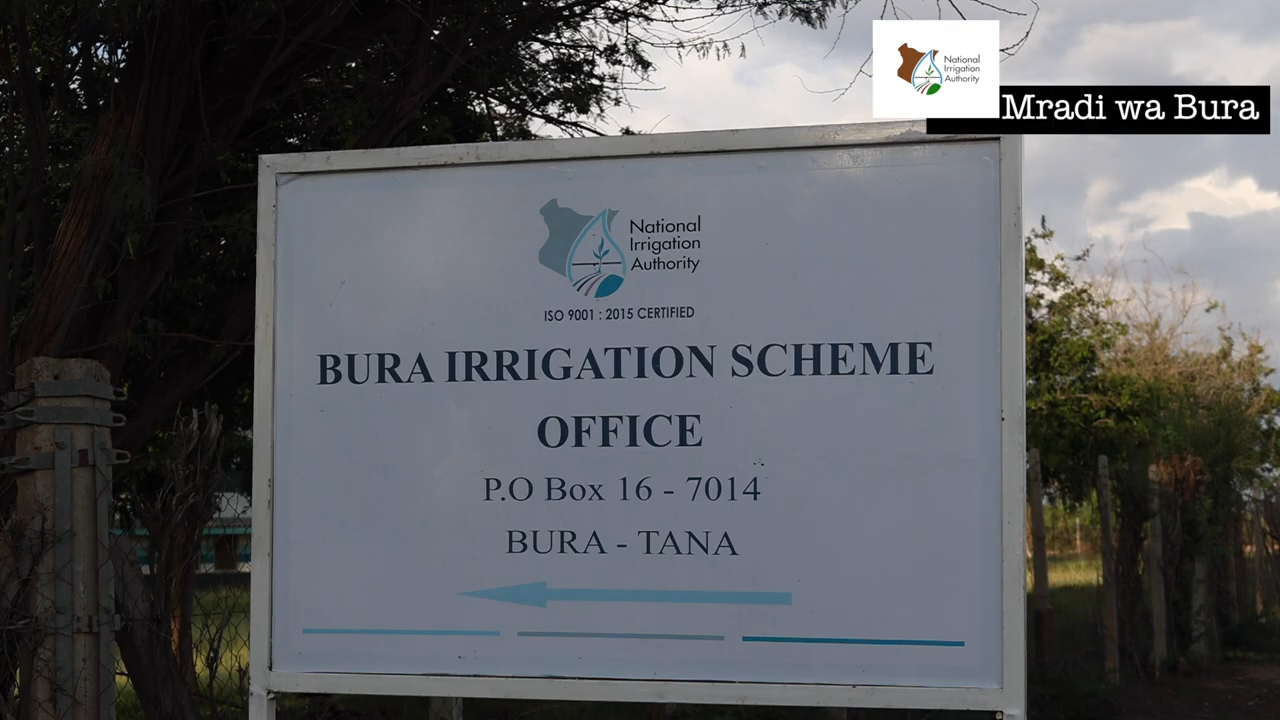 National
Irrigation
Authority
Mradi wa Bura
National
Irrigation
Authority
ISO 9001 : 2015 CERTIFIED
BURA IRRIGATION SCHEME
OFFICE
P.O Box 16 - 7014
BURA - TANA